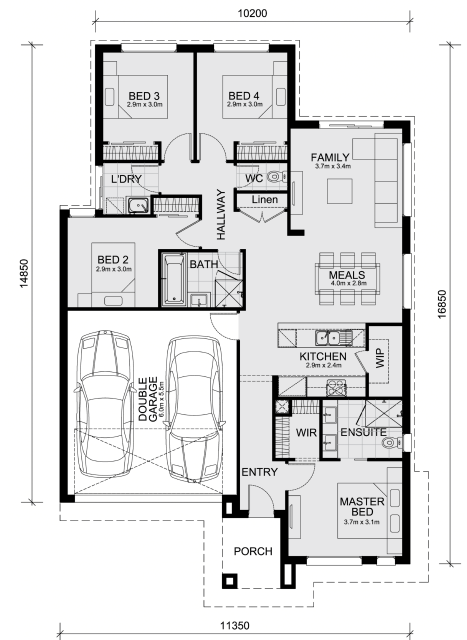 10200
BED 3
2.9m x 3.0m
BED 4
2.9m x 3.0m
FAMILY
3.7m x 3.4m
L'DRY
WC
Linen
HALLWAY
BED 2
2.9m x 3.0m
BATH
MEALS
4.0m x 2.8m
14850
16850
KITCHEN
2.9m x 2.4m
WIP
DOUBLE
GARAGE
6.0m x 5.5m
WIR
ENSUITE
ENTRY
MASTER
BED
3.7m x 3.1m
PORCH
11350